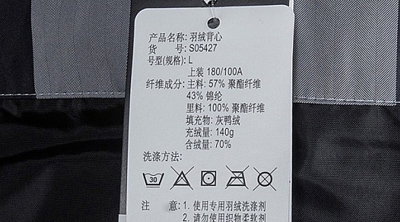 产品名称: 羽绒背心
货　　号: S05427
号型(规格): L
上装 180/100A
纤维成分: 主料: 57% 聚酯纤维
43% 锦纶
里料: 100% 聚酯纤维
填充物: 灰鸭绒
充绒量: 140g
含绒量: 70%
洗涤方法:
30
1. 使用专用羽绒洗涤剂
2. 请勿使用织物柔软剂